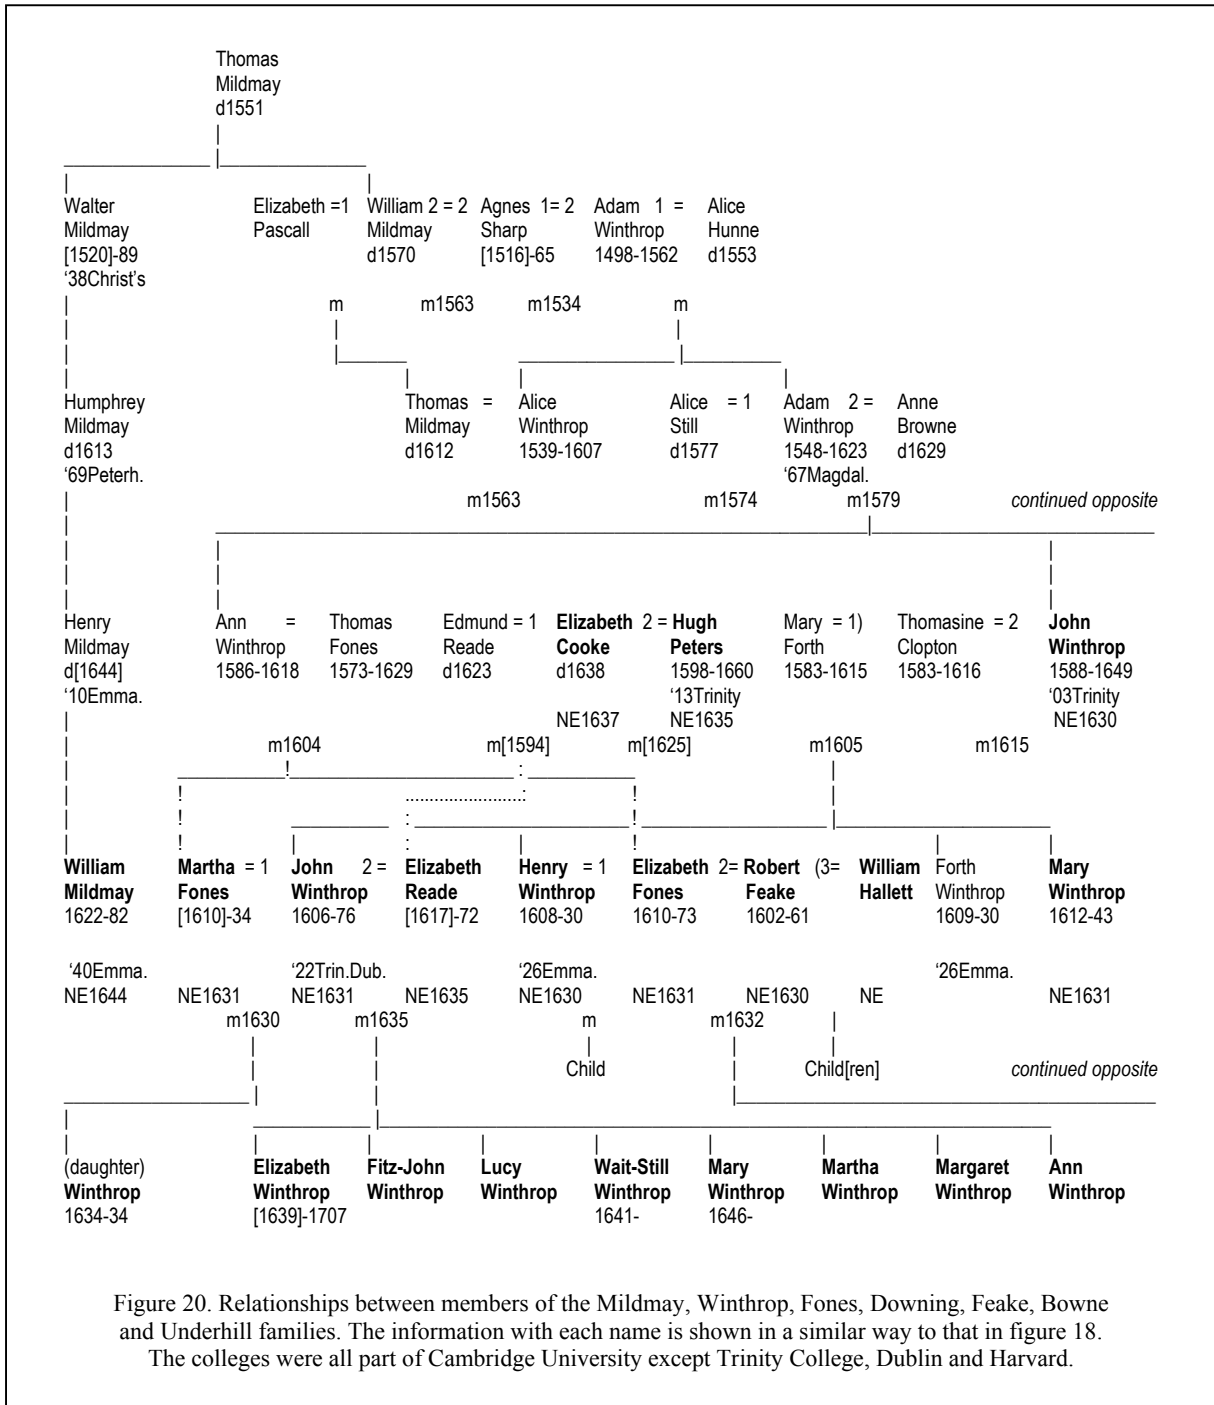 Thomas
Mildmay
d1551
Walter Elizabeth =1 William 2 = 2 Agnes 1= 2 Adam 1 = Alice
Mildmay Pascall Mildmay Sharp Winthrop Hunne
[1520]-89 d1570 [1516]-65 1498-1562 d1553
‘38Christ's
m m1563 m1534 m
Humphrey Thomas = Alice Alice = 1 Adam 2 = Anne
Mildmay Mildmay Winthrop Still Winthrop Browne
d1613 d1612 1539-1607 d1577 1548-1623 d1629
‘69Peterh. ‘67Magdal.
m1563 m1574 m1579 continued opposite
Henry Ann = Thomas Edmund = 1 Elizabeth 2 = Hugh Mary = 1) Thomasine = 2 John
Mildmay Winthrop Fones Reade Cooke Peters Forth Clopton Winthrop
d[1644] 1586-1618 1573-1629 d1623 d1638 1598-1660 1583-1615 1583-1616 1588-1649
‘10Emma. ‘13Trinity ‘03Trinity
NE1637 NE1635 NE1630
m1604 m[1594] m[1625] m1605 m1615
William Martha = 1 John 2 = Elizabeth Henry = 1 Elizabeth 2= Robert (3= William Forth Mary
Mildmay Fones Winthrop Reade Winthrop Fones Feake Hallett Winthrop Winthrop
1622-82 [1610]-34 1606-76 [1617]-72 1608-30 1610-73 1602-61 1609-30 1612-43
‘40Emma. ‘22Trin.Dub. ‘26Emma. ‘26Emma.
NE1644 NE1631 NE1631 NE1635 NE1630 NE1631 NE1630 NE NE1631
m1630 m1635 m m1632
Child Child[ren] continued opposite
(daughter) Elizabeth Fitz-John Lucy Wait-Still Mary Martha Margaret Ann
Winthrop Winthrop Winthrop Winthrop Winthrop Winthrop Winthrop Winthrop Winthrop
1634-34 [1639]-1707 1641- 1646-
Figure 20. Relationships between members of the Mildmay, Winthrop, Fones, Downing, Feake, Bowne
and Underhill families. The information with each name is shown in a similar way to that in figure 18.
The colleges were all part of Cambridge University except Trinity College, Dublin and Harvard.